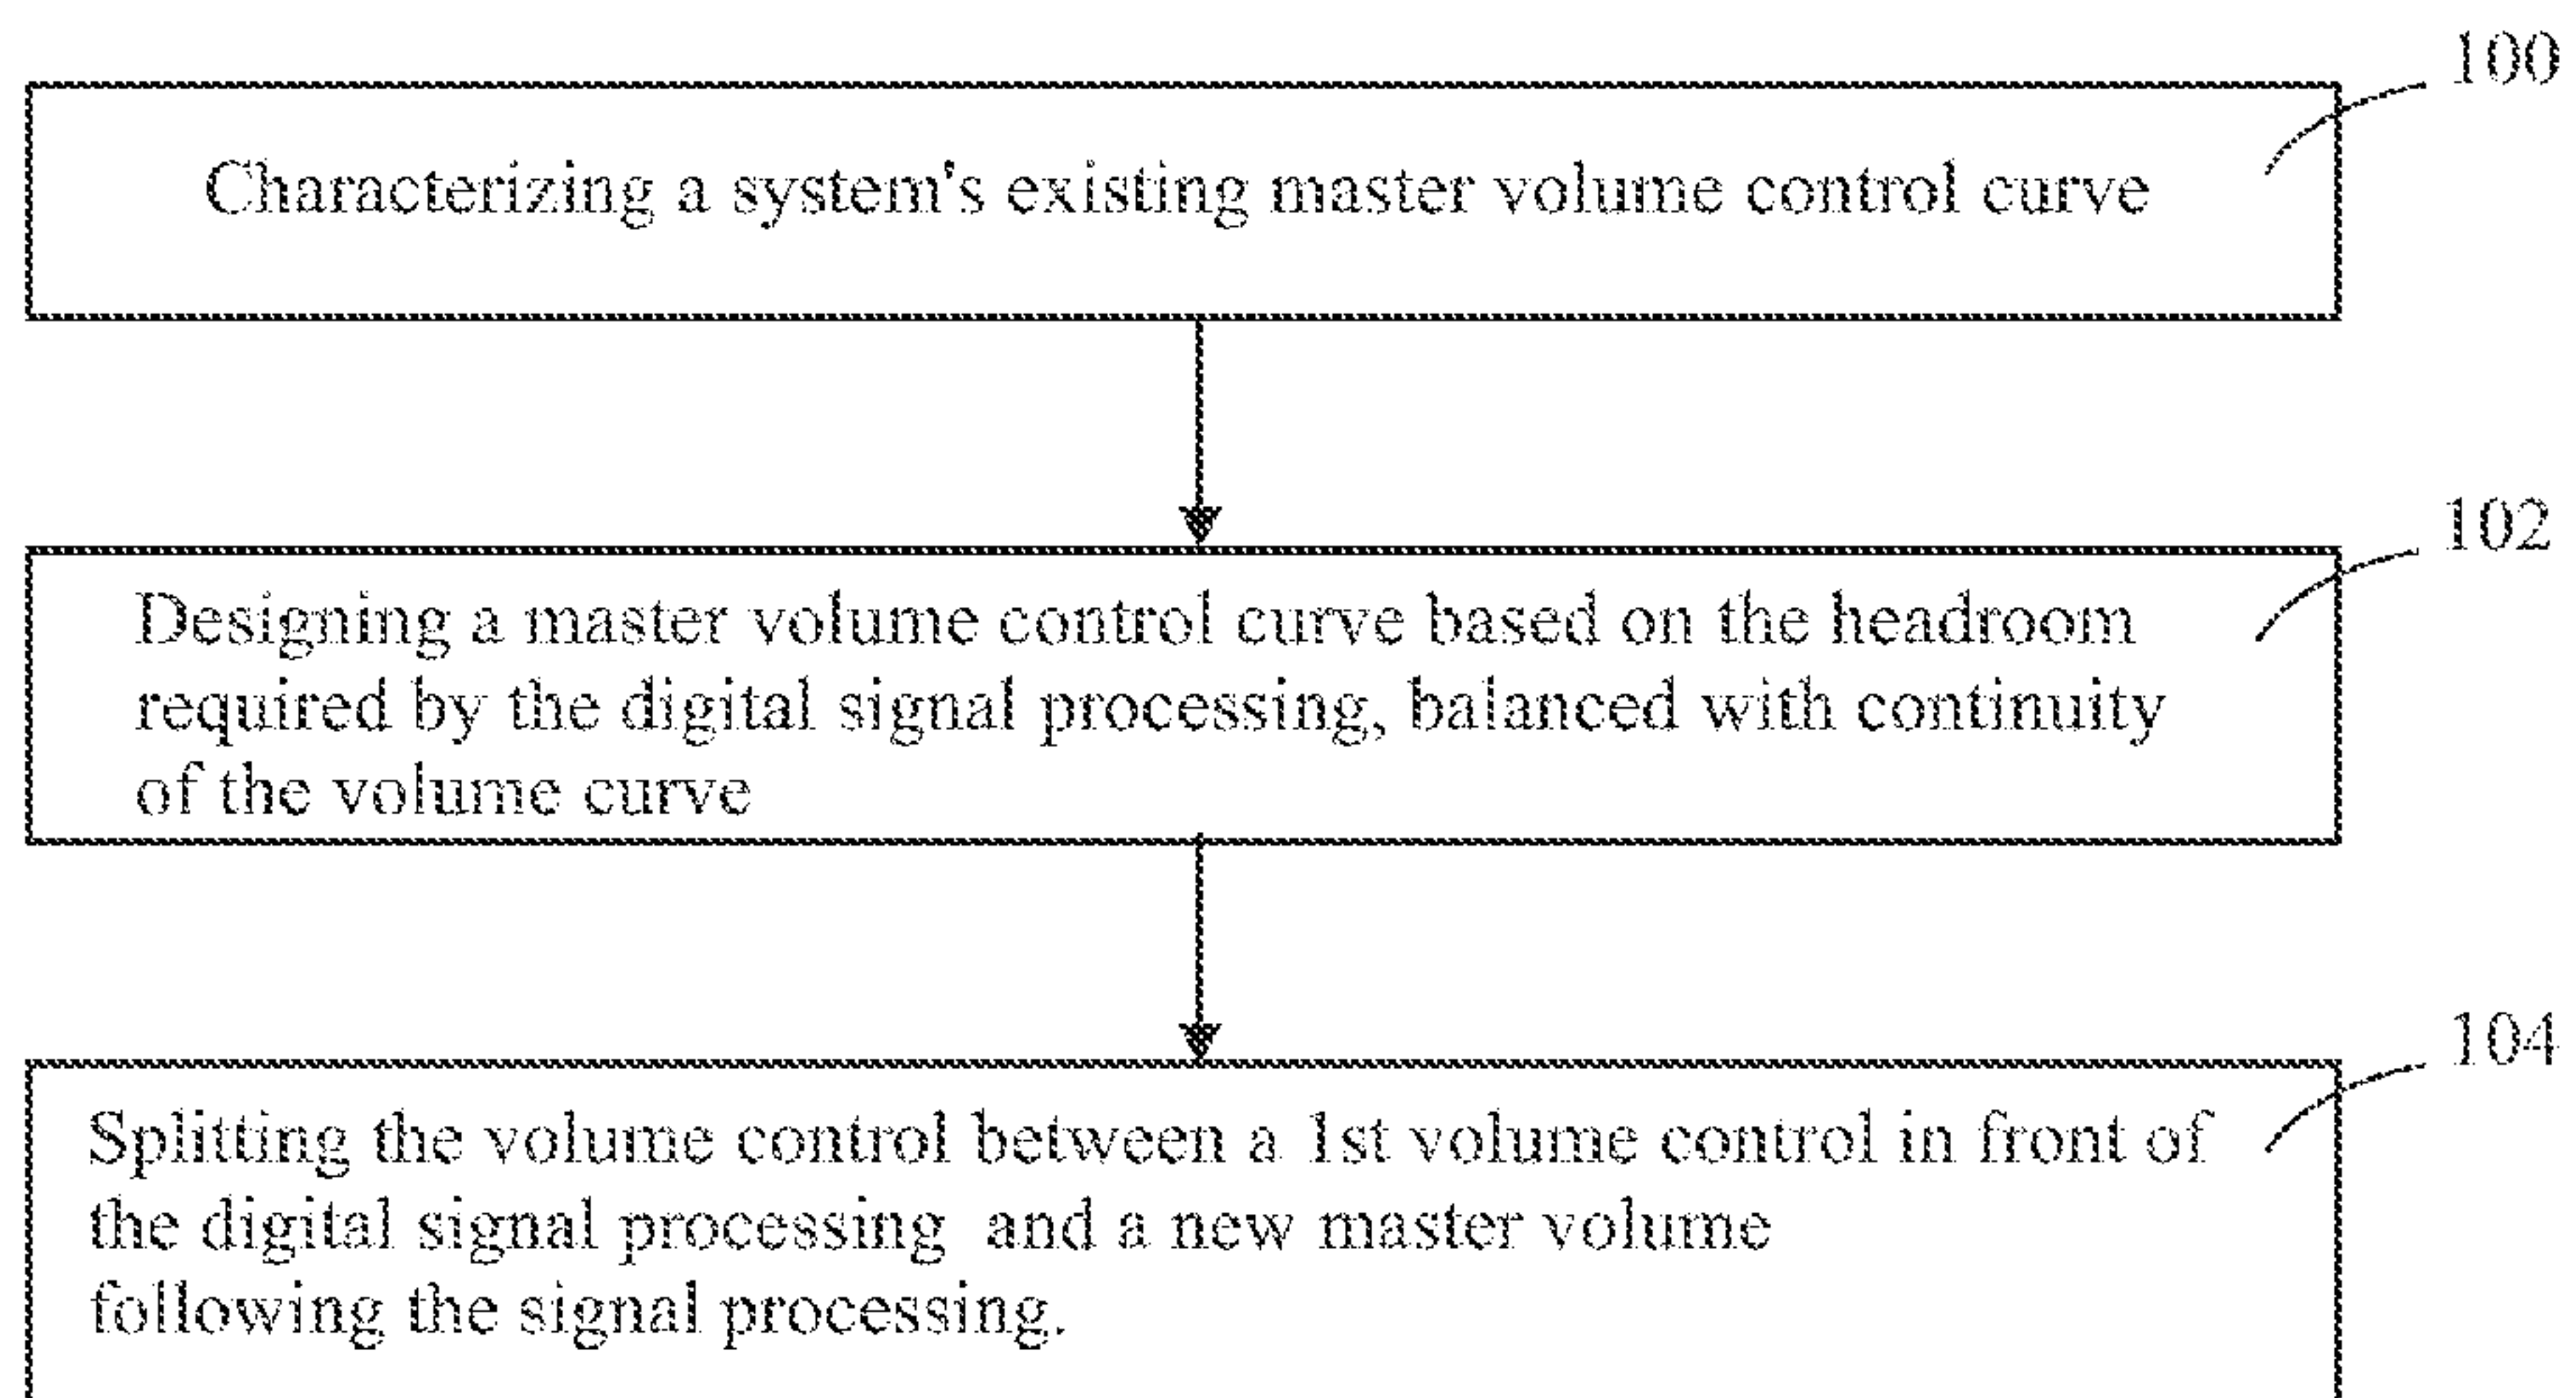 100
Characterizing a system's existing master volume control curve
102
Designing a master volume control curve based on the headroom
required by the digital signal processing, balanced with continuity
of the volume curve
104
Splitting the volume control between a 1st volume control in front of
the digital signal processing  and a new master volume
following the signal processing.